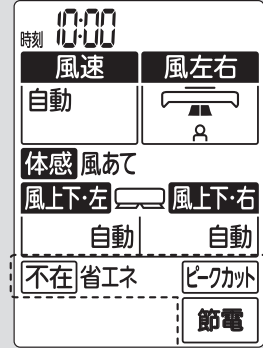 時刻 10:00
風速 風左右
自動
体感 風あて
風上下・左 風上下・右
自動 自動
不在 省エネ ピークカット
節電